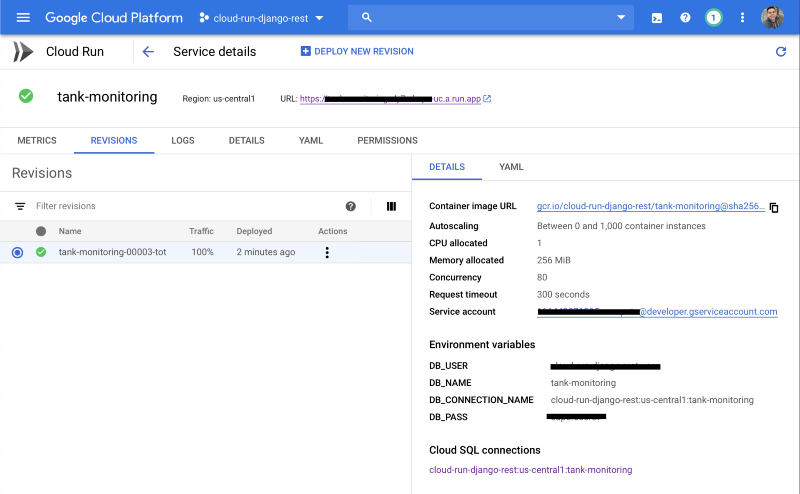 Google Cloud Platform cloud-run-django-rest 1
Cloud Run Service details DEPLOY NEW REVISION
tank-monitoring Region: us-central1 URL: https:// uc.a.run.app
METRICS REVISIONS LOGS DETAILS YAML PERMISSIONS
Revisions
Filter revisions
Name Traffic Deployed Actions
tank-monitoring-00003-tot 100% 2 minutes ago
DETAILS YAML
Container image URL gcr.io/cloud-run-django-rest/tank-monitoring@sha256...
Autoscaling Between 0 and 1,000 container instances
CPU allocated 1
Memory allocated 256 MiB
Concurrency 80
Request timeout 300 seconds
Service account @developer.gserviceaccount.com
Environment variables
DB_USER
DB_NAME tank-monitoring
DB_CONNECTION_NAME cloud-run-django-rest:us-central1:tank-monitoring
DB_PASS
Cloud SQL connections
cloud-run-django-rest:us-central1:tank-monitoring